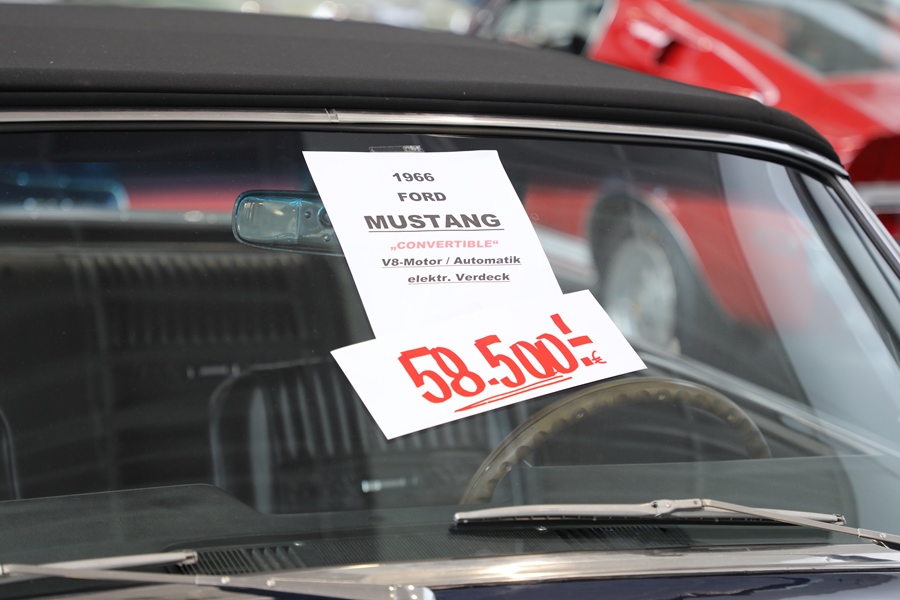 1966
FORD
MUSTANG
„CONVERTIBLE“
V8-Motor / Automatik
elektr. Verdeck
58.500.-€